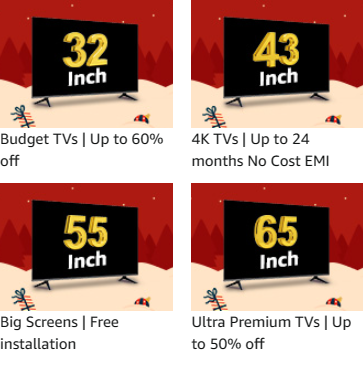 32
Inch
43
Inch
Budget TVs | Up to 60%
off
4K TVs | Up to 24
months No Cost EMI
55
Inch
65
Inch
Big Screens | Free
installation
Ultra Premium TVs | Up
to 50% off